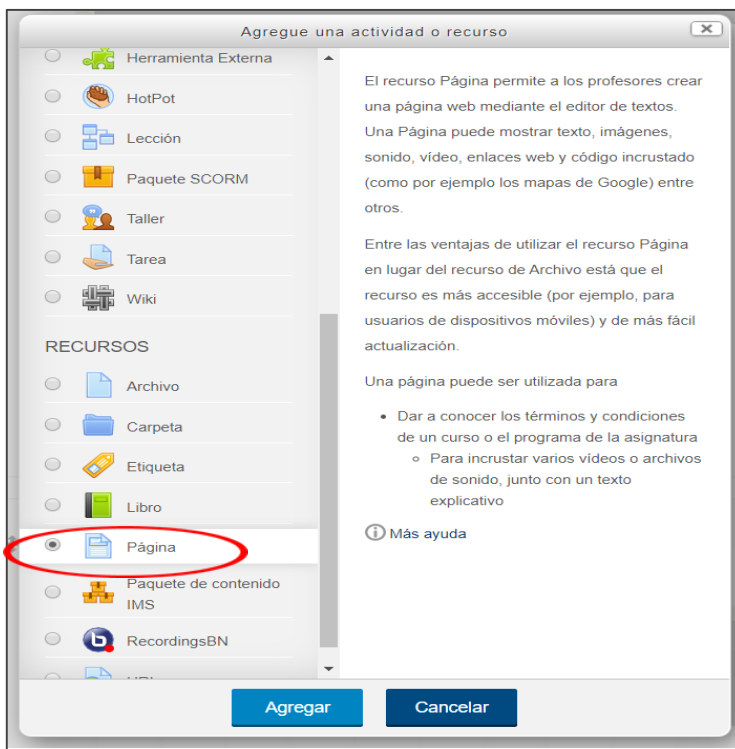 Agregue una actividad o recurso
Herramienta Externa
HotPot
Lección
Paquete SCORM
Taller
Tarea
Wiki
RECURSOS
Archivo
Carpeta
Etiqueta
Libro
Página
Paquete de contenido
IMS
RecordingsBN
El recurso Página permite a los profesores crear
una página web mediante el editor de textos.
Una Página puede mostrar texto, imágenes,
sonido, vídeo, enlaces web y código incrustado
(como por ejemplo los mapas de Google) entre
otros.
Entre las ventajas de utilizar el recurso Página
en lugar del recurso de Archivo está que el
recurso es más accesible (por ejemplo, para
usuarios de dispositivos móviles) y de más fácil
actualización.
Una página puede ser utilizada para
Dar a conocer los términos y condiciones
de un curso o el programa de la asignatura
Para incrustar varios vídeos o archivos
de sonido, junto con un texto
explicativo
Más ayuda
Agregar
Cancelar